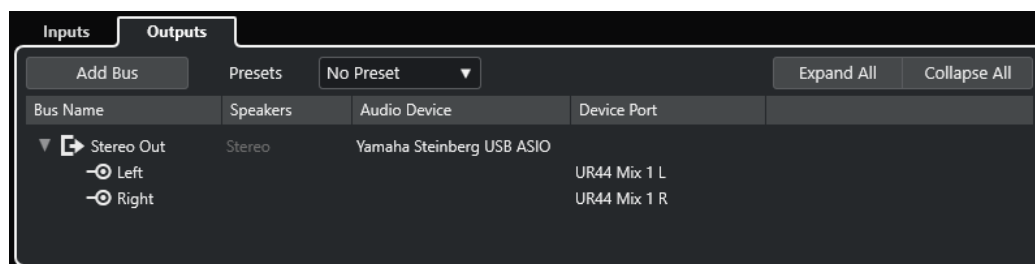 Inputs Outputs
Add Bus Presets No Preset Expand All Collapse All
Bus Name Speakers Audio Device Device Port
Stereo Out Stereo Yamaha Steinberg USB ASIO
Left UR44 Mix 1 L
Right UR44 Mix 1 R